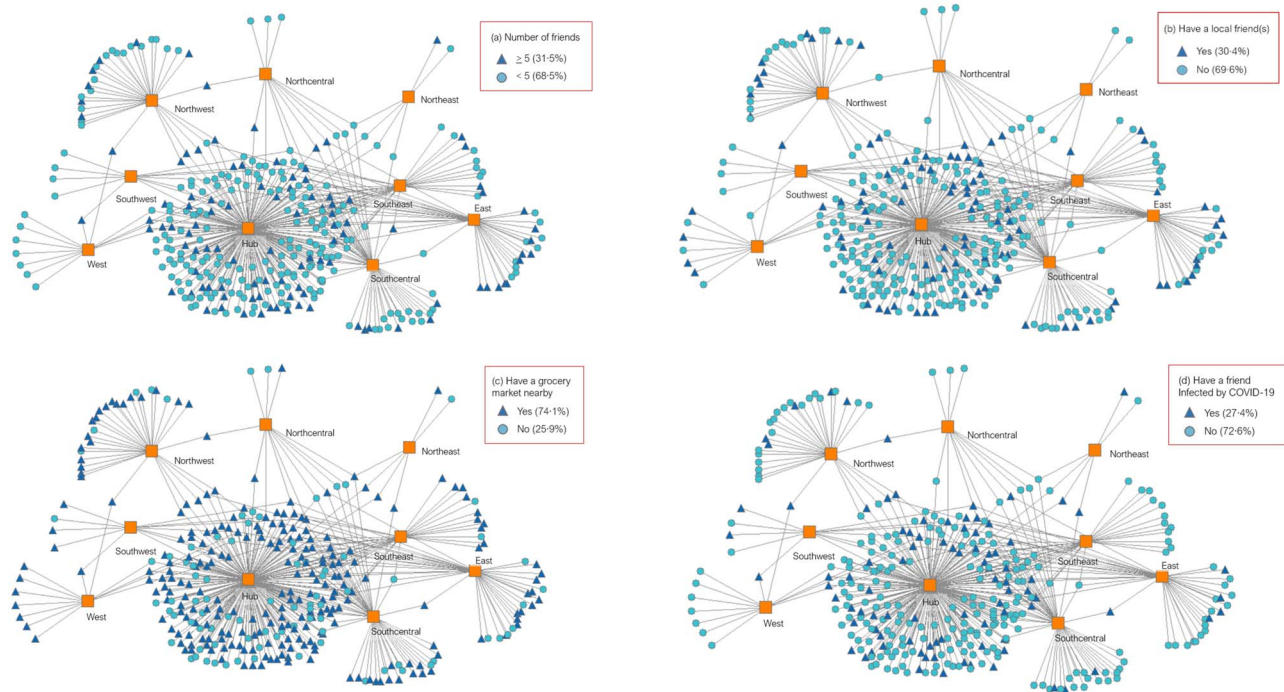 (a) Number of friends
≥ 5 (31·5%)
< 5 (68·5%)
Northcentral
Northeast
Northwest
Southwest
Southeast
East
Hub
West
Southcentral
(b) Have a local friend(s)
Yes (30·4%)
No (69·6%)
Northcentral
Northeast
Northwest
Southwest
Southeast
East
Hub
West
Southcentral
(c) Have a grocery
market nearby
Yes (74·1%)
No (25·9%)
Northcentral
Northeast
Northwest
Southwest
Southeast
East
Hub
West
Southcentral
(d) Have a friend
Infected by COVID-19
Yes (27·4%)
No (72·6%)
Northcentral
Northeast
Northwest
Southwest
Southeast
East
Hub
West
Southcentral